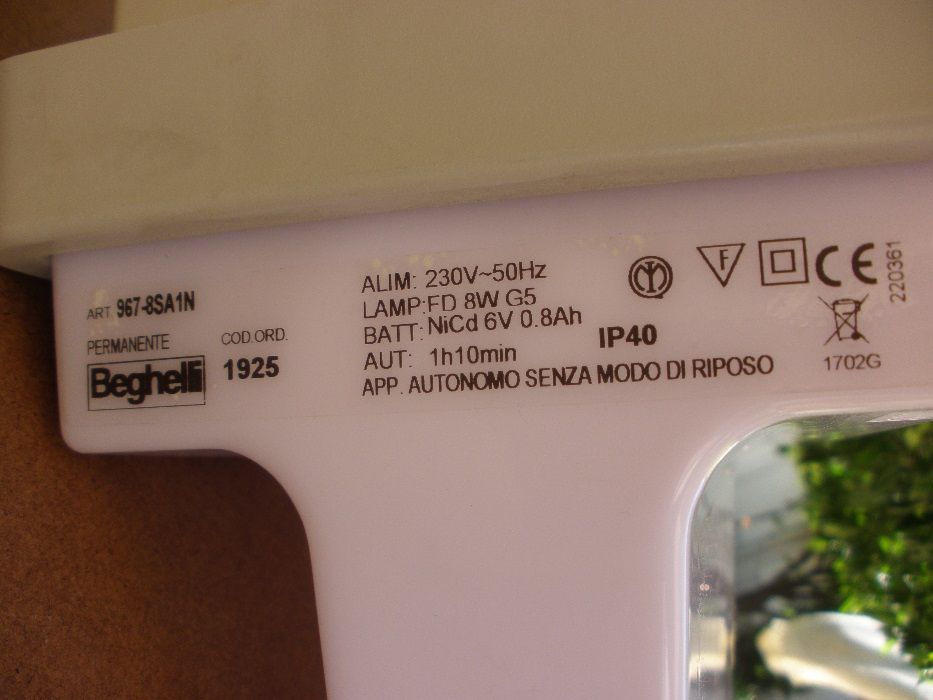 ART. 967-8SA1N
PERMANENTE
Beghelli
COD.ORD.
1925
ALIM: 230V~50Hz
LAMP:FD 8W G5
BATT: NiCd 6V 0.8Ah
AUT: 1h10min
APP. AUTONOMO SENZA MODO DI RIPOSO
IP40
F
CE
220361
1702G